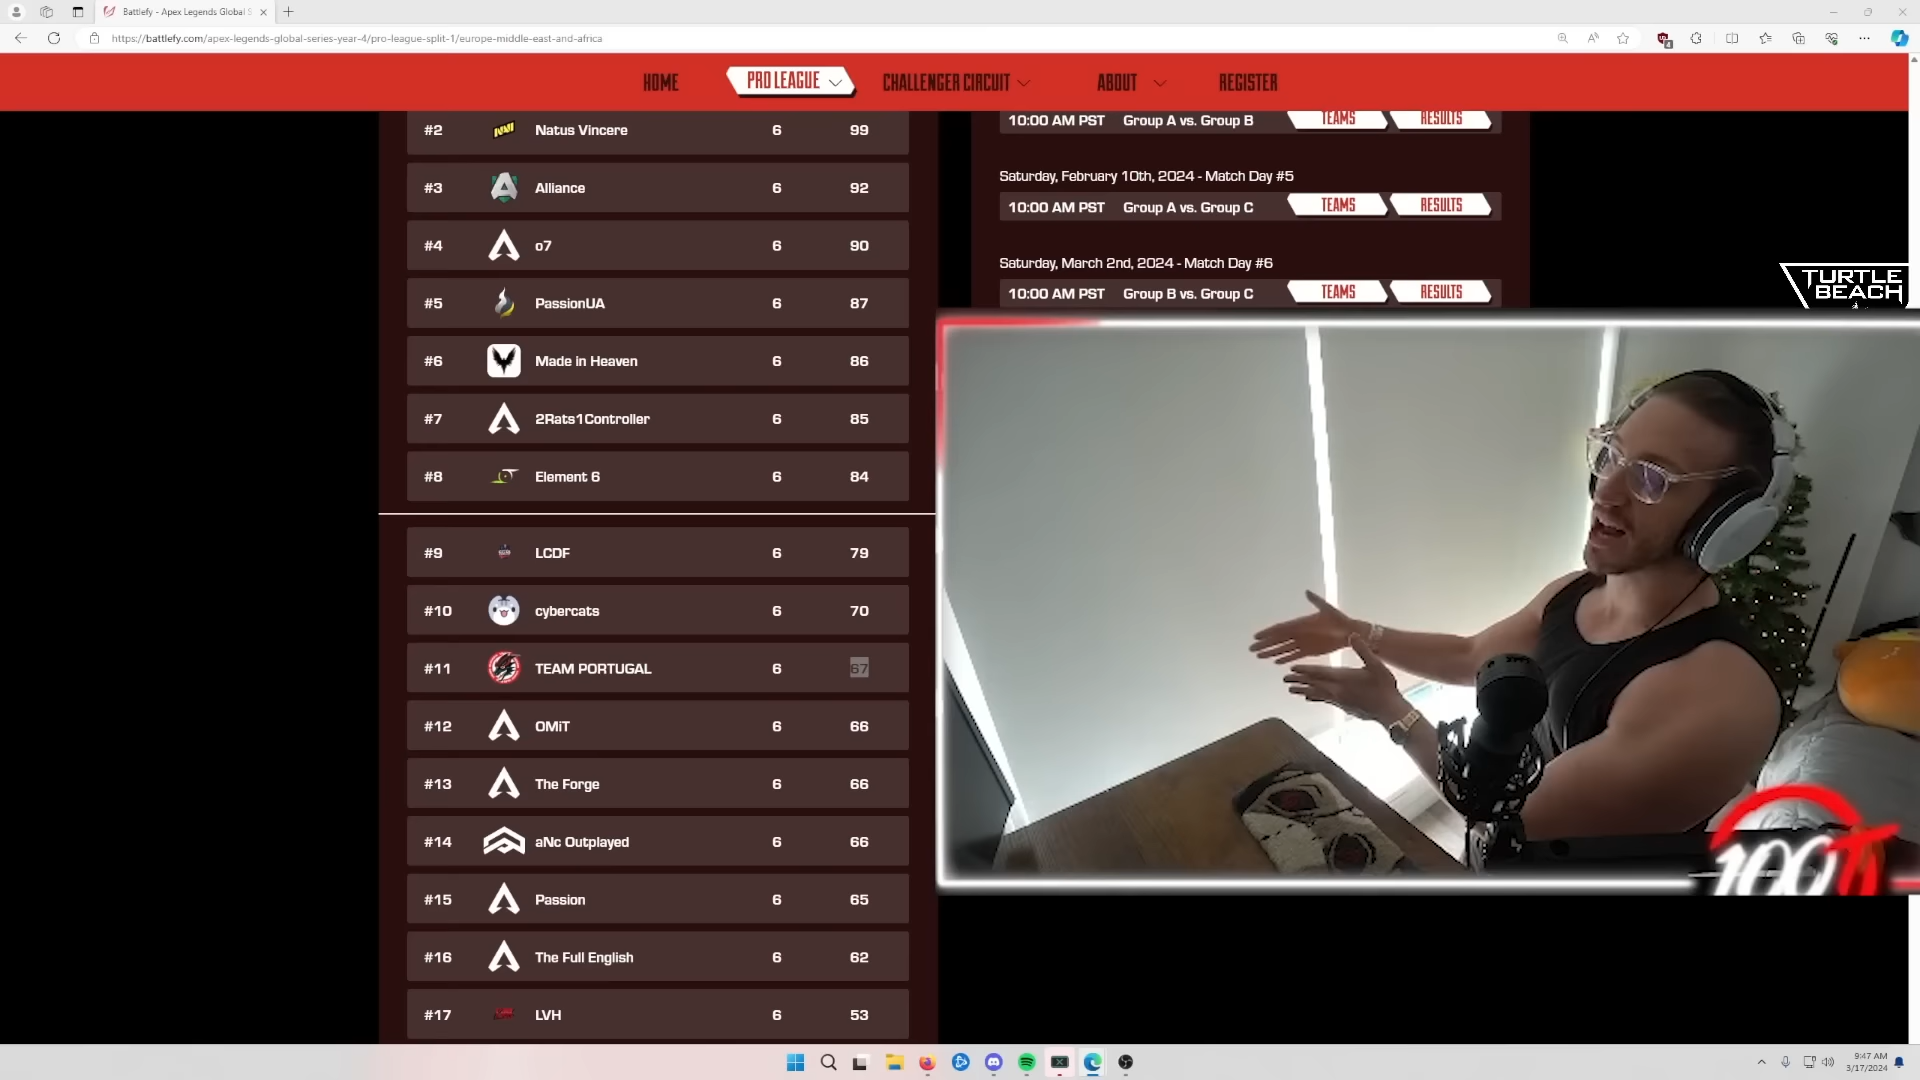 Battlefy - Apex Legends Global S
https://battlefy.com/apex-legends-global-series-year-4/pro-league-split-1/europe-middle-east-and-africa
HOME PRO LEAGUE CHALLENGER CIRCUIT ABOUT REGISTER
#2 Natus Vincere 6 99
#3 Alliance 6 92
#4 o7 6 90
#5 PassionUA 6 87
#6 Made in Heaven 6 86
#7 2Rats1Controller 6 85
#8 Element 6 6 84
#9 LCDF 6 79
#10 cybercats 6 70
#11 TEAM PORTUGAL 6 67
#12 OMiT 6 66
#13 The Forge 6 66
#14 aNc Outplayed 6 66
#15 Passion 6 65
#16 The Full English 6 62
#17 LVH 6 53
10:00 AM PST Group A vs. Group B TEAMS RESULTS
Saturday, February 10th, 2024 - Match Day #5
10:00 AM PST Group A vs. Group C TEAMS RESULTS
Saturday, March 2nd, 2024 - Match Day #6
10:00 AM PST Group B vs. Group C TEAMS RESULTS
TURTLE
BEACH
100T
9:47 AM
3/17/2024